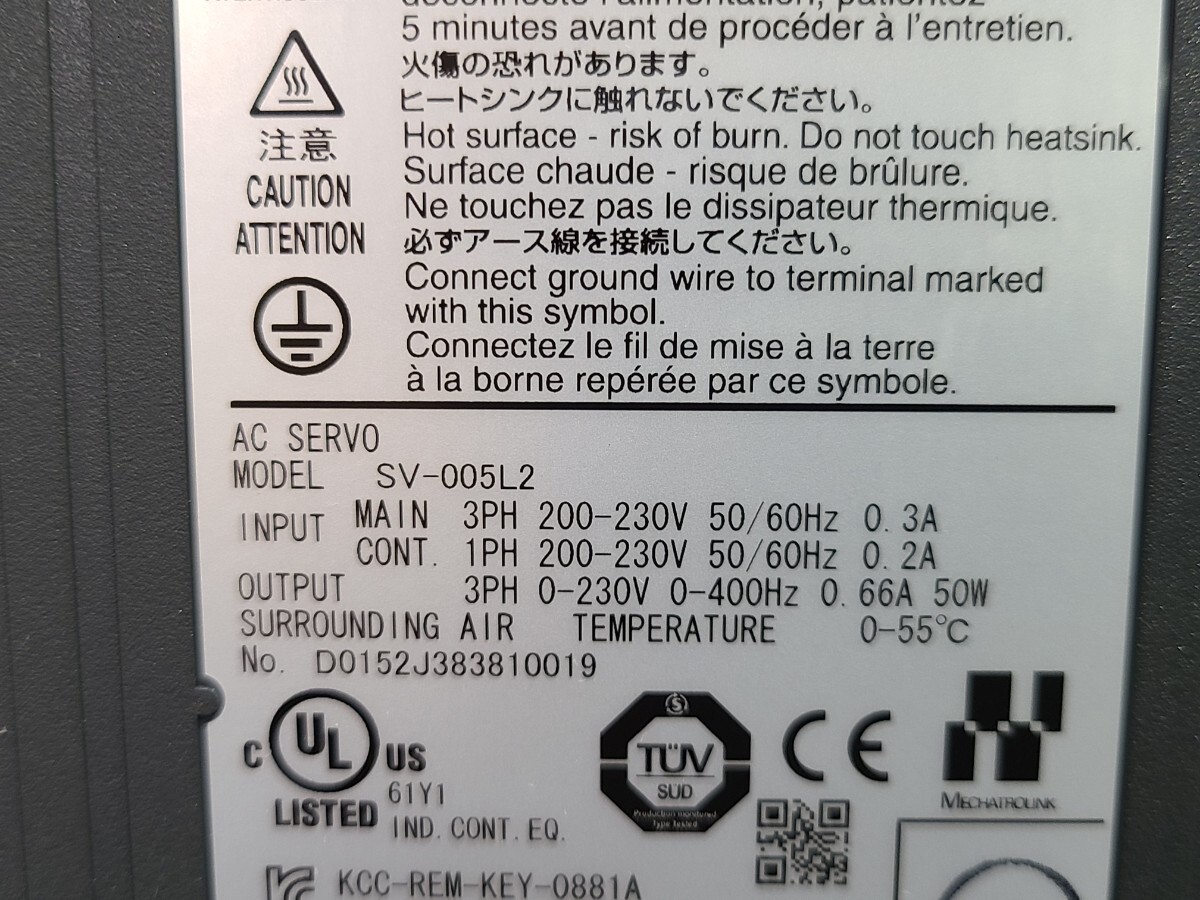 déconnecté l'alimentation, patientez
5 minutes avant de procéder à l'entretien.
火傷の恐れがあります。
ヒートシンクに触れないでください。
注意
CAUTION
ATTENTION
Hot surface - risk of burn. Do not touch heatsink.
Surface chaude - risque de brûlure.
Ne touchez pas le dissipateur thermique.
必ずアース線を接続してください。
Connect ground wire to terminal marked
with this symbol.
Connectez le fil de mise à la terre
à la borne repérée par ce symbole.
AC SERVO
MODEL SV-005L2
INPUT MAIN 3PH 200-230V 50/60Hz 0.3A
CONT. 1PH 200-230V 50/60Hz 0.2A
OUTPUT 3PH 0-230V 0-400Hz 0.66A 50W
SURROUNDING AIR TEMPERATURE 0-55℃
No. D0152J383810019
C UL US
LISTED 61Y1
IND. CONT. EQ.
S
TÜV
SÜD
Production monitored
Type tested
CE
MECHATROLINK
KCC-REM-KEY-0881A